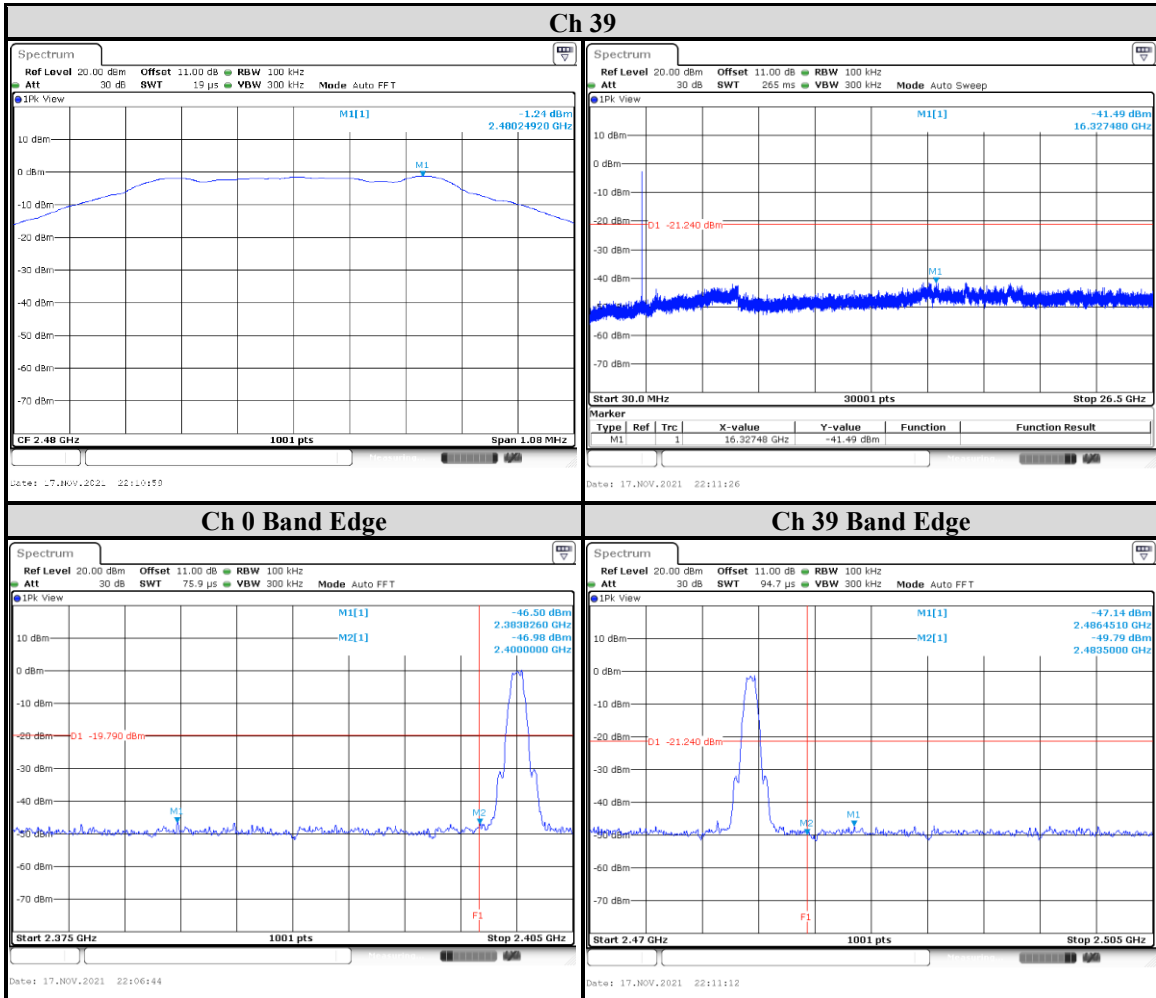 Ch 39
Spectrum
Ref Level 20.00 dBm Offset 11.00 dB RBW 100 kHz
Att 30 dB SWT 19 µs VBW 300 kHz Mode Auto FFT
1Pk View
M1[1] -1.24 dBm
2.48024920 GHz
10 dBm
M1
0 dBm
-10 dBm
-20 dBm
-30 dBm
-40 dBm
-50 dBm
-60 dBm
-70 dBm
CF 2.48 GHz 1001 pts Span 1.08 MHz
Date: 17.NOV.2021 22:10:59
Spectrum
Ref Level 20.00 dBm Offset 11.00 dB RBW 100 kHz
Att 30 dB SWT 265 ms VBW 300 kHz Mode Auto Sweep
1Pk View
M1[1] -41.49 dBm
16.327480 GHz
10 dBm
0 dBm
-10 dBm
-20 dBm
D1 -21.240 dBm
-30 dBm
-40 dBm
M1
-60 dBm
-70 dBm
Start 30.0 MHz 30001 pts Stop 26.5 GHz
Marker
Type Ref Trc X-value Y-value Function Function Result
M1 1 16.32748 GHz -41.49 dBm
Date: 17.NOV.2021 22:11:26
Ch 0 Band Edge
Spectrum
Ref Level 20.00 dBm Offset 11.00 dB RBW 100 kHz
Att 30 dB SWT 75.9 µs VBW 300 kHz Mode Auto FFT
1Pk View
M1[1] -46.50 dBm
2.3838260 GHz
10 dBm M2[1] -46.98 dBm
2.4000000 GHz
0 dBm
-10 dBm
-20 dBm D1 -19.790 dBm
-30 dBm
-40 dBm
M1 M2
-50 dBm
-60 dBm
-70 dBm
F1
Start 2.375 GHz 1001 pts Stop 2.405 GHz
Date: 17.NOV.2021 22:06:44
Ch 39 Band Edge
Spectrum
Ref Level 20.00 dBm Offset 11.00 dB RBW 100 kHz
Att 30 dB SWT 94.7 µs VBW 300 kHz Mode Auto FFT
1Pk View
M1[1] -47.14 dBm
2.4864510 GHz
10 dBm M2[1] -49.79 dBm
2.4835000 GHz
0 dBm
-10 dBm
-20 dBm
D1 -21.240 dBm
-30 dBm
-40 dBm
M2 M1
-50 dBm
-60 dBm
-70 dBm
F1
Start 2.47 GHz 1001 pts Stop 2.505 GHz
Date: 17.NOV.2021 22:11:12